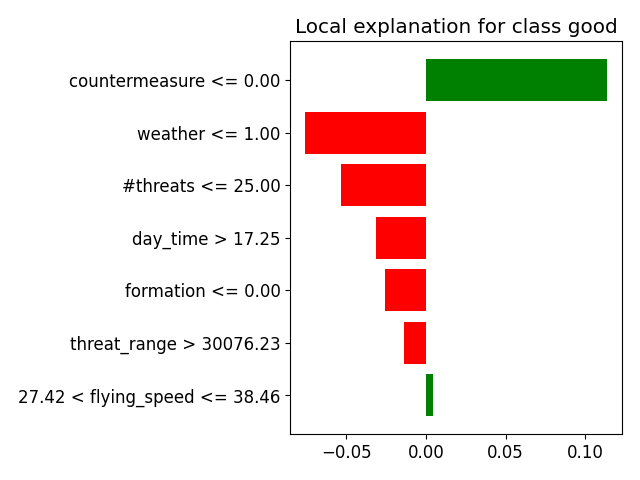 Local explanation for class good
countermeasure <= 0.00
weather <= 1.00
#threats <= 25.00
day_time > 17.25
formation <= 0.00
threat_range > 30076.23
27.42 < flying_speed <= 38.46
−0.05 0.00 0.05 0.10